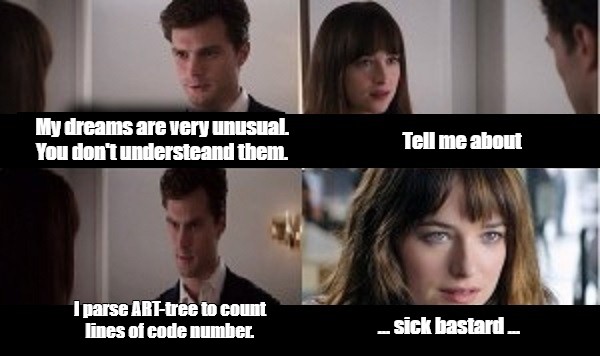 My dreams are very unusual.
You don't understeand them.
Tell me about
I parse ART-tree to count
lines of code number.
... sick bastard ...